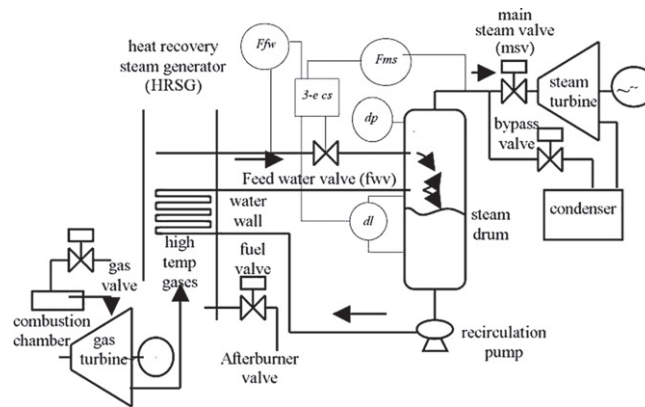 main
steam valve
(msv)
heat recovery
steam generator
(HRSG)
Ffw
Fms
3-e cs
dp
steam
turbine
bypass
valve
Feed water valve (fwv)
water
wall
dl
steam
drum
condenser
high
temp
gases
fuel
valve
gas
valve
combustion
chamber
gas
turbine
Afterburner
valve
recirculation
pump